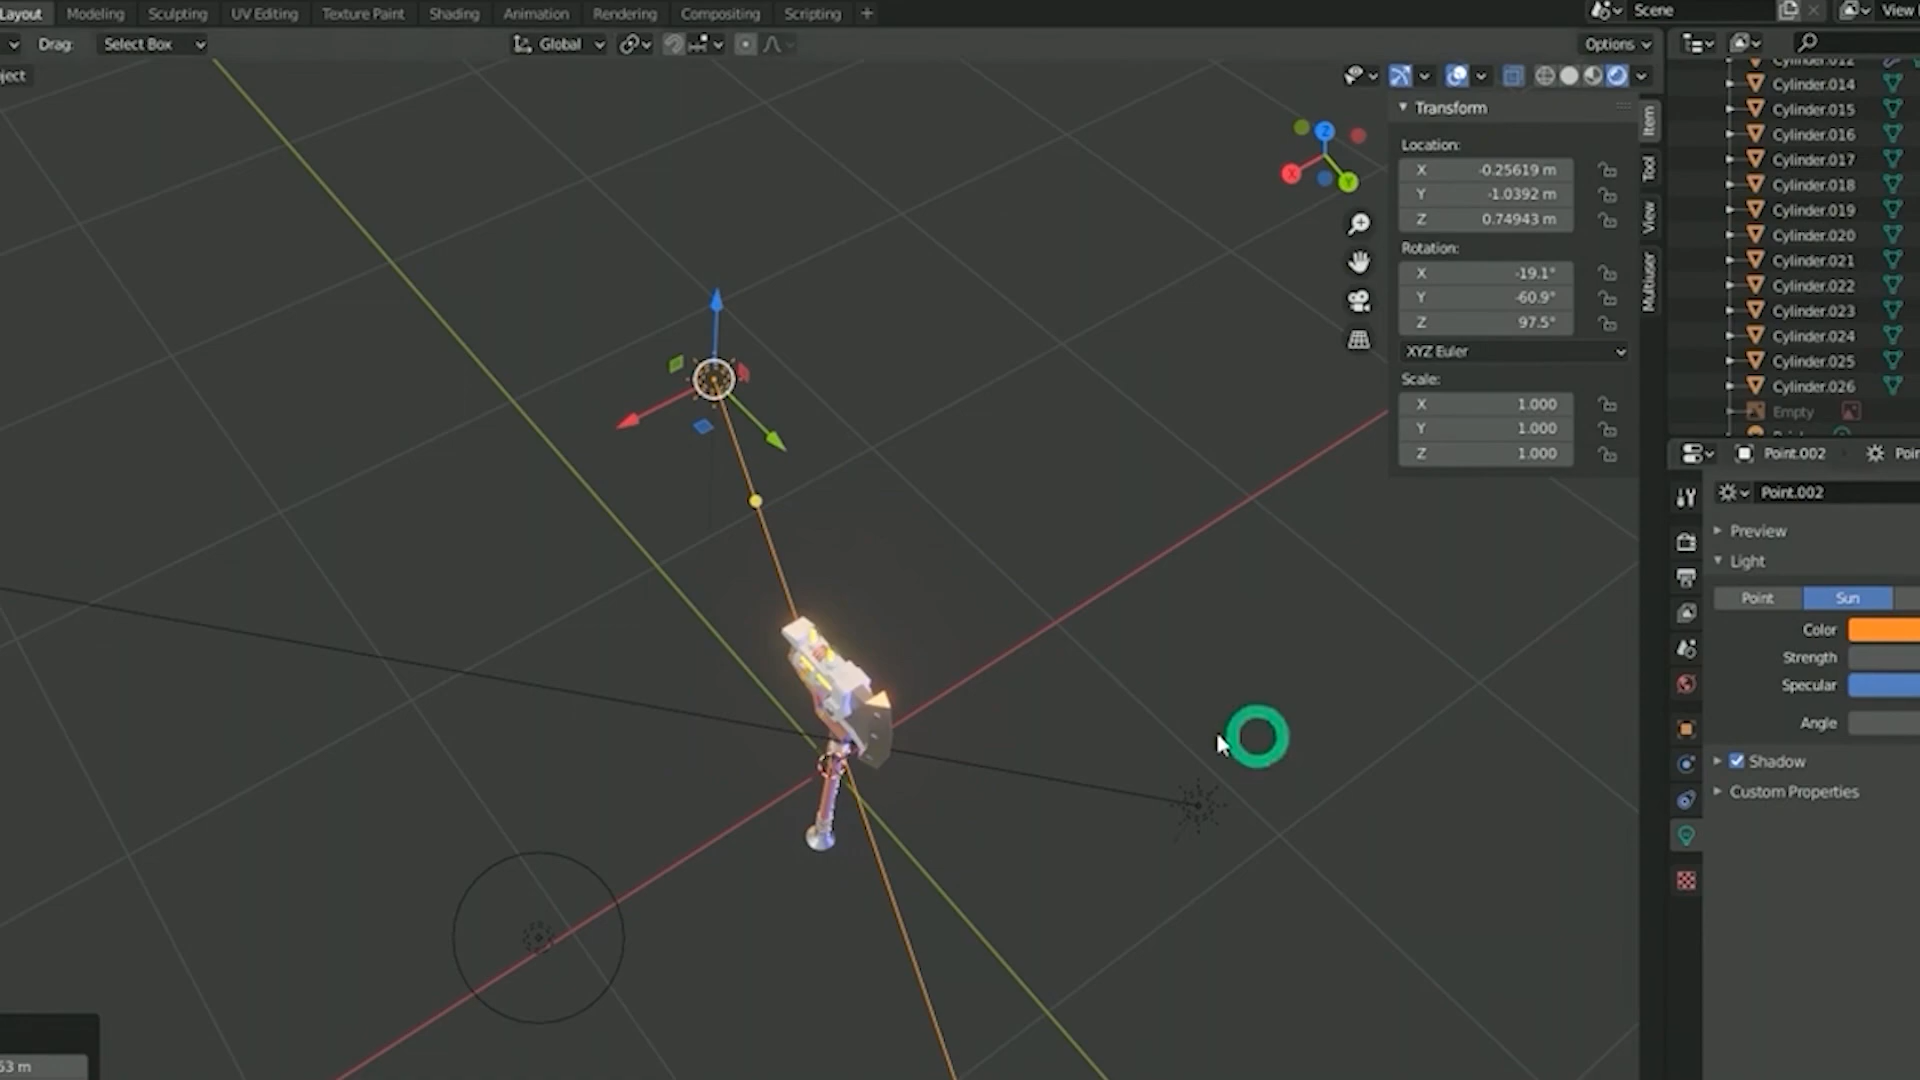 Layout Modeling Sculpting UV Editing Texture Paint Shading Animation Rendering Compositing Scripting + Scene View
Drag: Select Box Global Options
ject
Transform
Location:
X -0.25619 m
Y -1.0392 m
Z 0.74943 m
Rotation:
X -19.1°
Y -60.9°
Z 97.5°
XYZ Euler
Scale:
X 1.000
Y 1.000
Z 1.000
Item
Tool
View
Multiuser
Z
X
Y
Cylinder.012
Cylinder.014
Cylinder.015
Cylinder.016
Cylinder.017
Cylinder.018
Cylinder.019
Cylinder.020
Cylinder.021
Cylinder.022
Cylinder.023
Cylinder.024
Cylinder.025
Cylinder.026
Empty
Point.002 Poin
Point.002
Preview
Light
Point Sun
Color
Strength
Specular
Angle
Shadow
Custom Properties
53 m